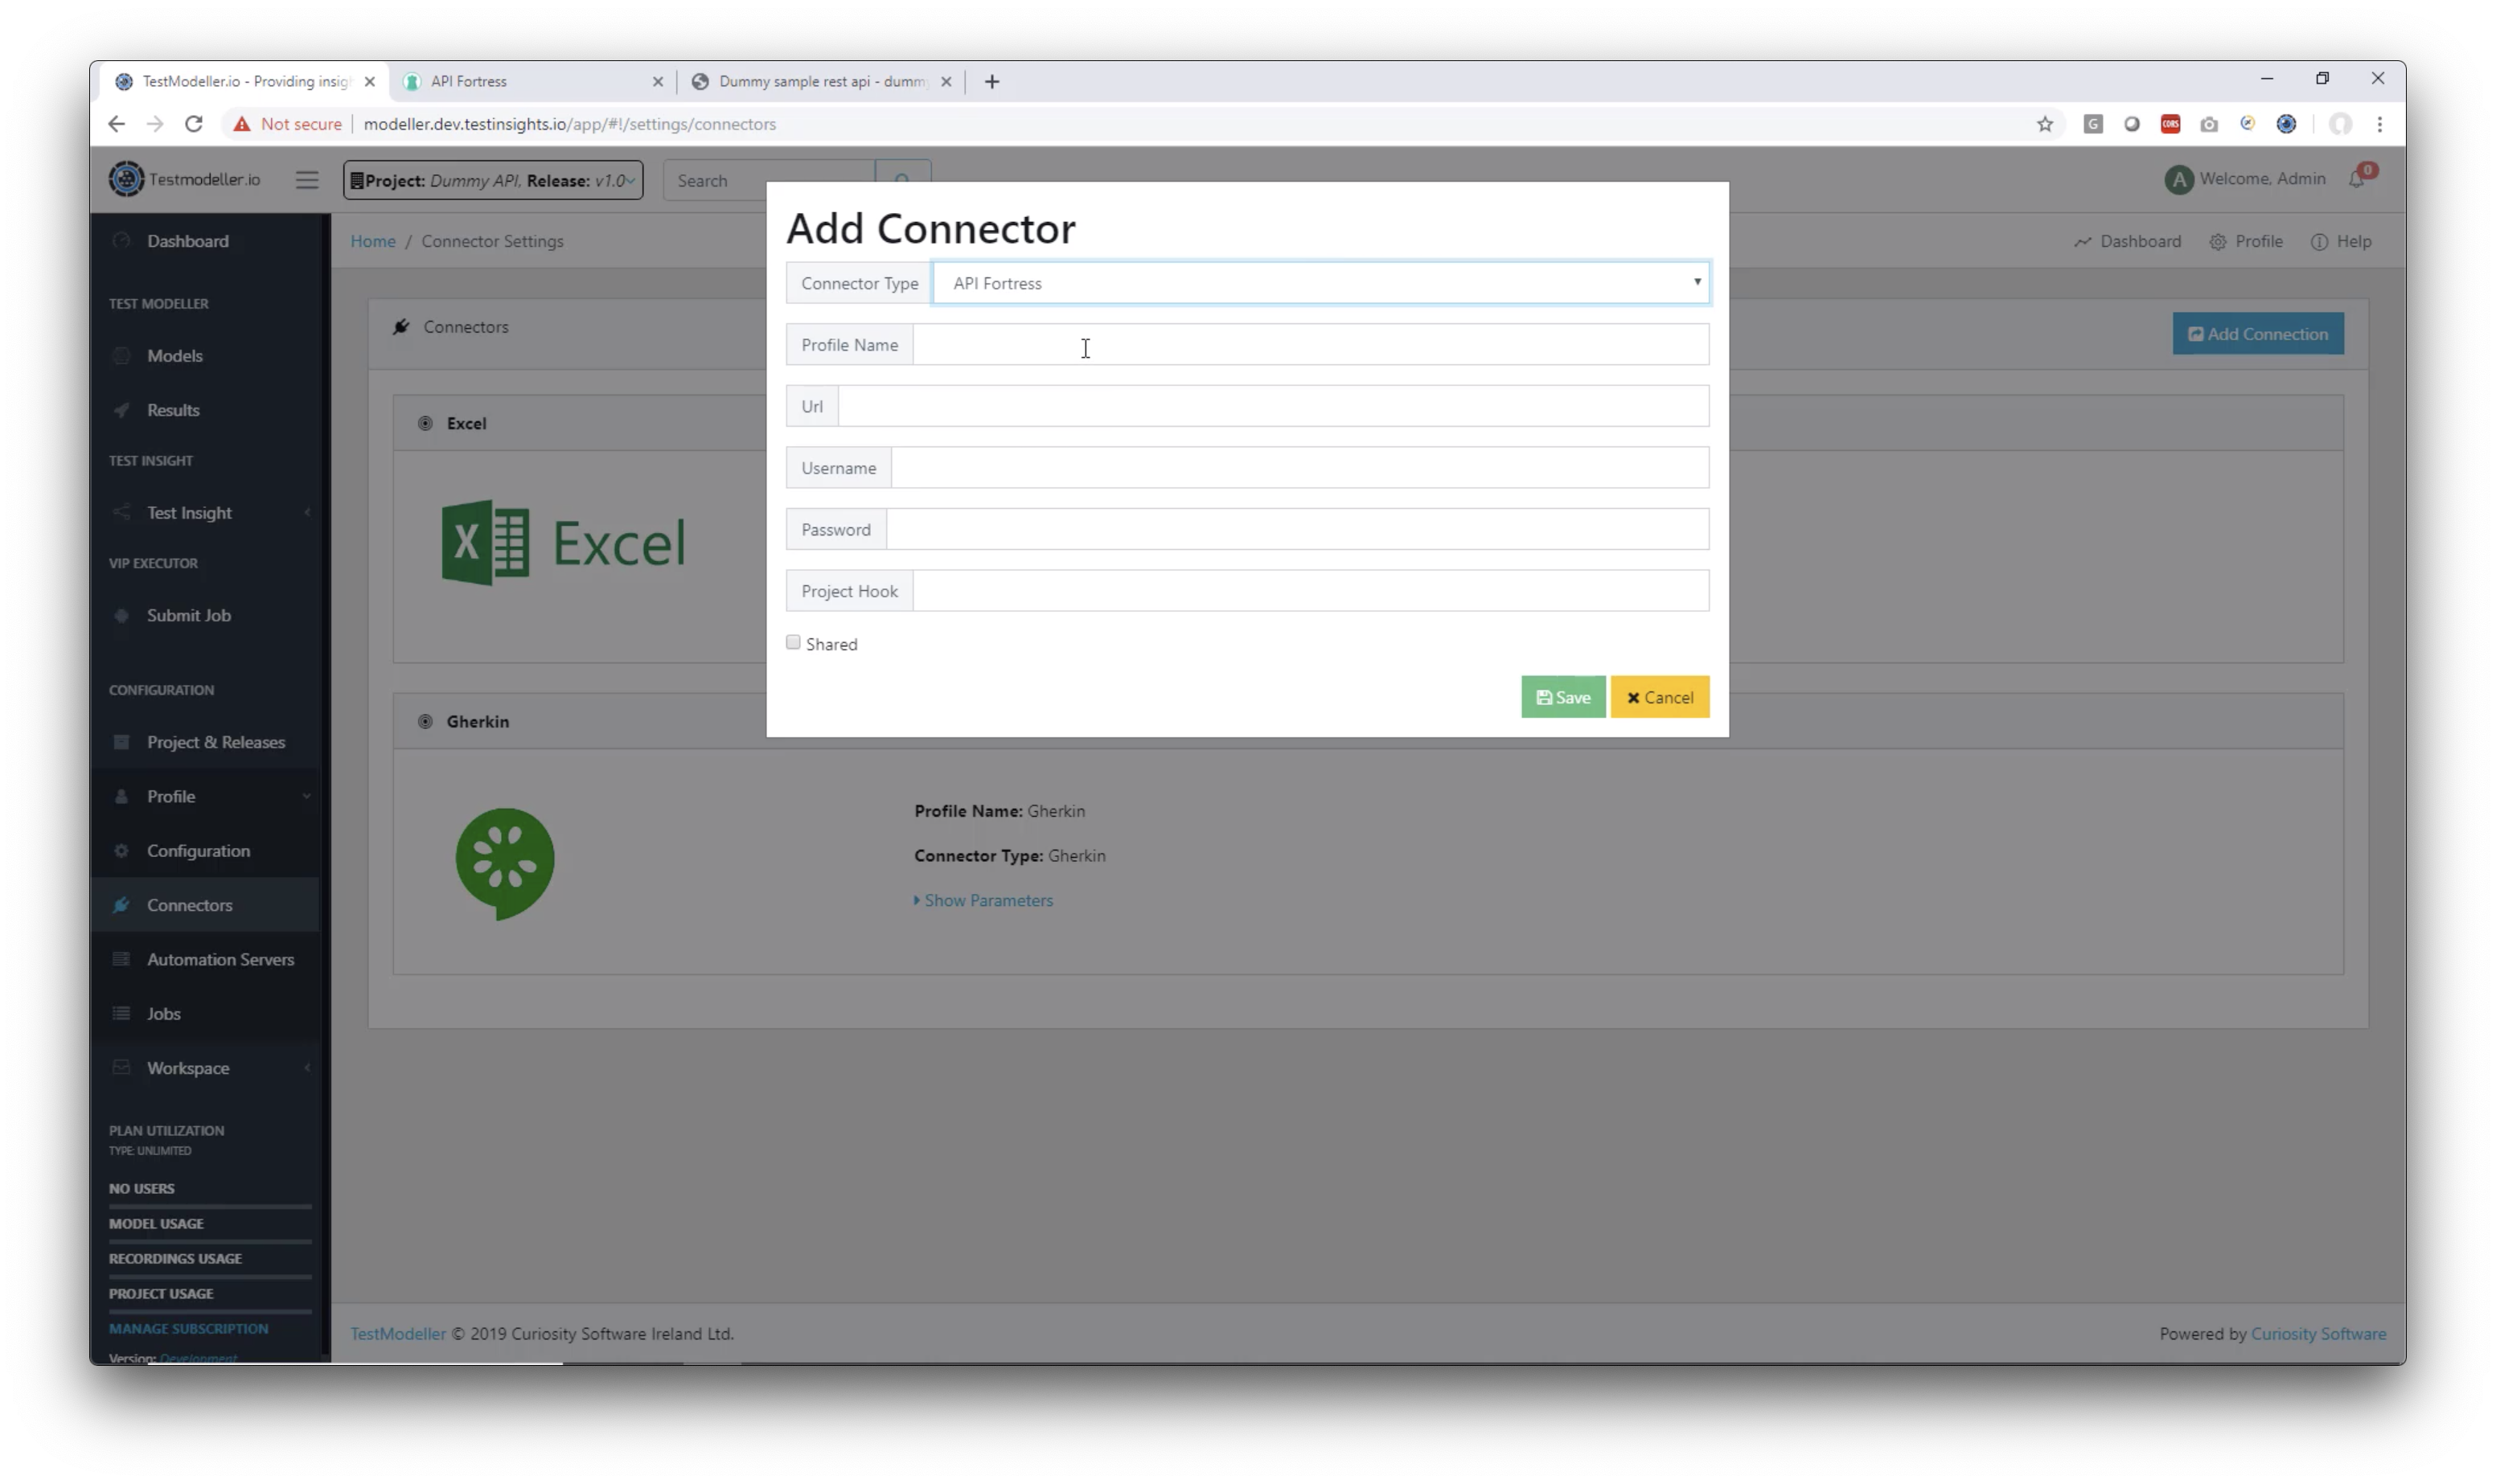 TestModeller.io - Providing insig
API Fortress
Dummy sample rest api - dumm
Not secure
modeller.dev.testinsights.io/app/#!/settings/connectors
G
CORS
Testmodeller.io
Project: Dummy API, Release: v1.0
Search
A
Welcome, Admin
0
Dashboard
Home / Connector Settings
Dashboard
Profile
Help
TEST MODELLER
Models
Results
TEST INSIGHT
Test Insight
VIP EXECUTOR
Submit Job
CONFIGURATION
Project & Releases
Profile
Configuration
Connectors
Automation Servers
Jobs
Workspace
PLAN UTILIZATION
TYPE: UNLIMITED
NO USERS
MODEL USAGE
RECORDINGS USAGE
PROJECT USAGE
MANAGE SUBSCRIPTION
Version: Development
Connectors
Add Connection
Excel
X
Excel
Gherkin
Profile Name: Gherkin
Connector Type: Gherkin
Show Parameters
Add Connector
Connector Type
API Fortress
Profile Name
Url
Username
Password
Project Hook
Shared
Save
Cancel
TestModeller © 2019 Curiosity Software Ireland Ltd.
Powered by Curiosity Software